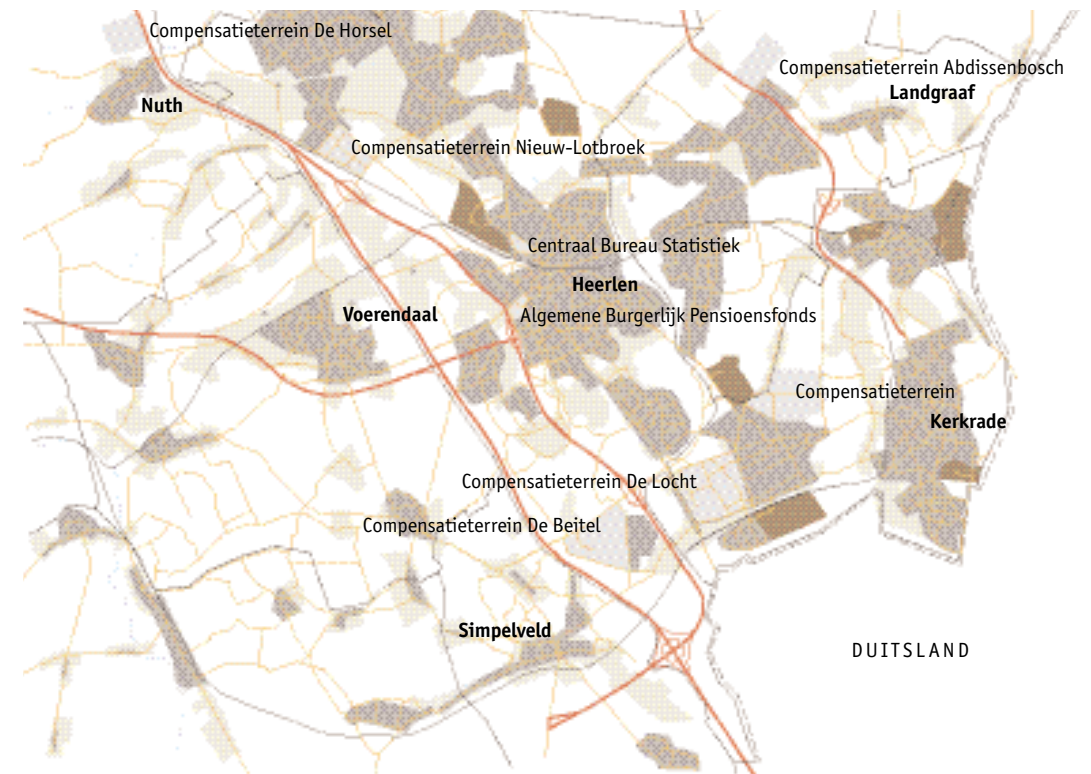 Compensatieterrein De Horsel
Compensatieterrein Abdissenbosch
Landgraaf
Nuth
Compensatieterrein Nieuw-Lotbroek
Centraal Bureau Statistiek
Heerlen
Voerendaal
Algemene Burgerlijk Pensioensfonds
Compensatieterrein
Kerkrade
Compensatieterrein De Locht
Compensatieterrein De Beitel
Simpelveld
DUITSLAND